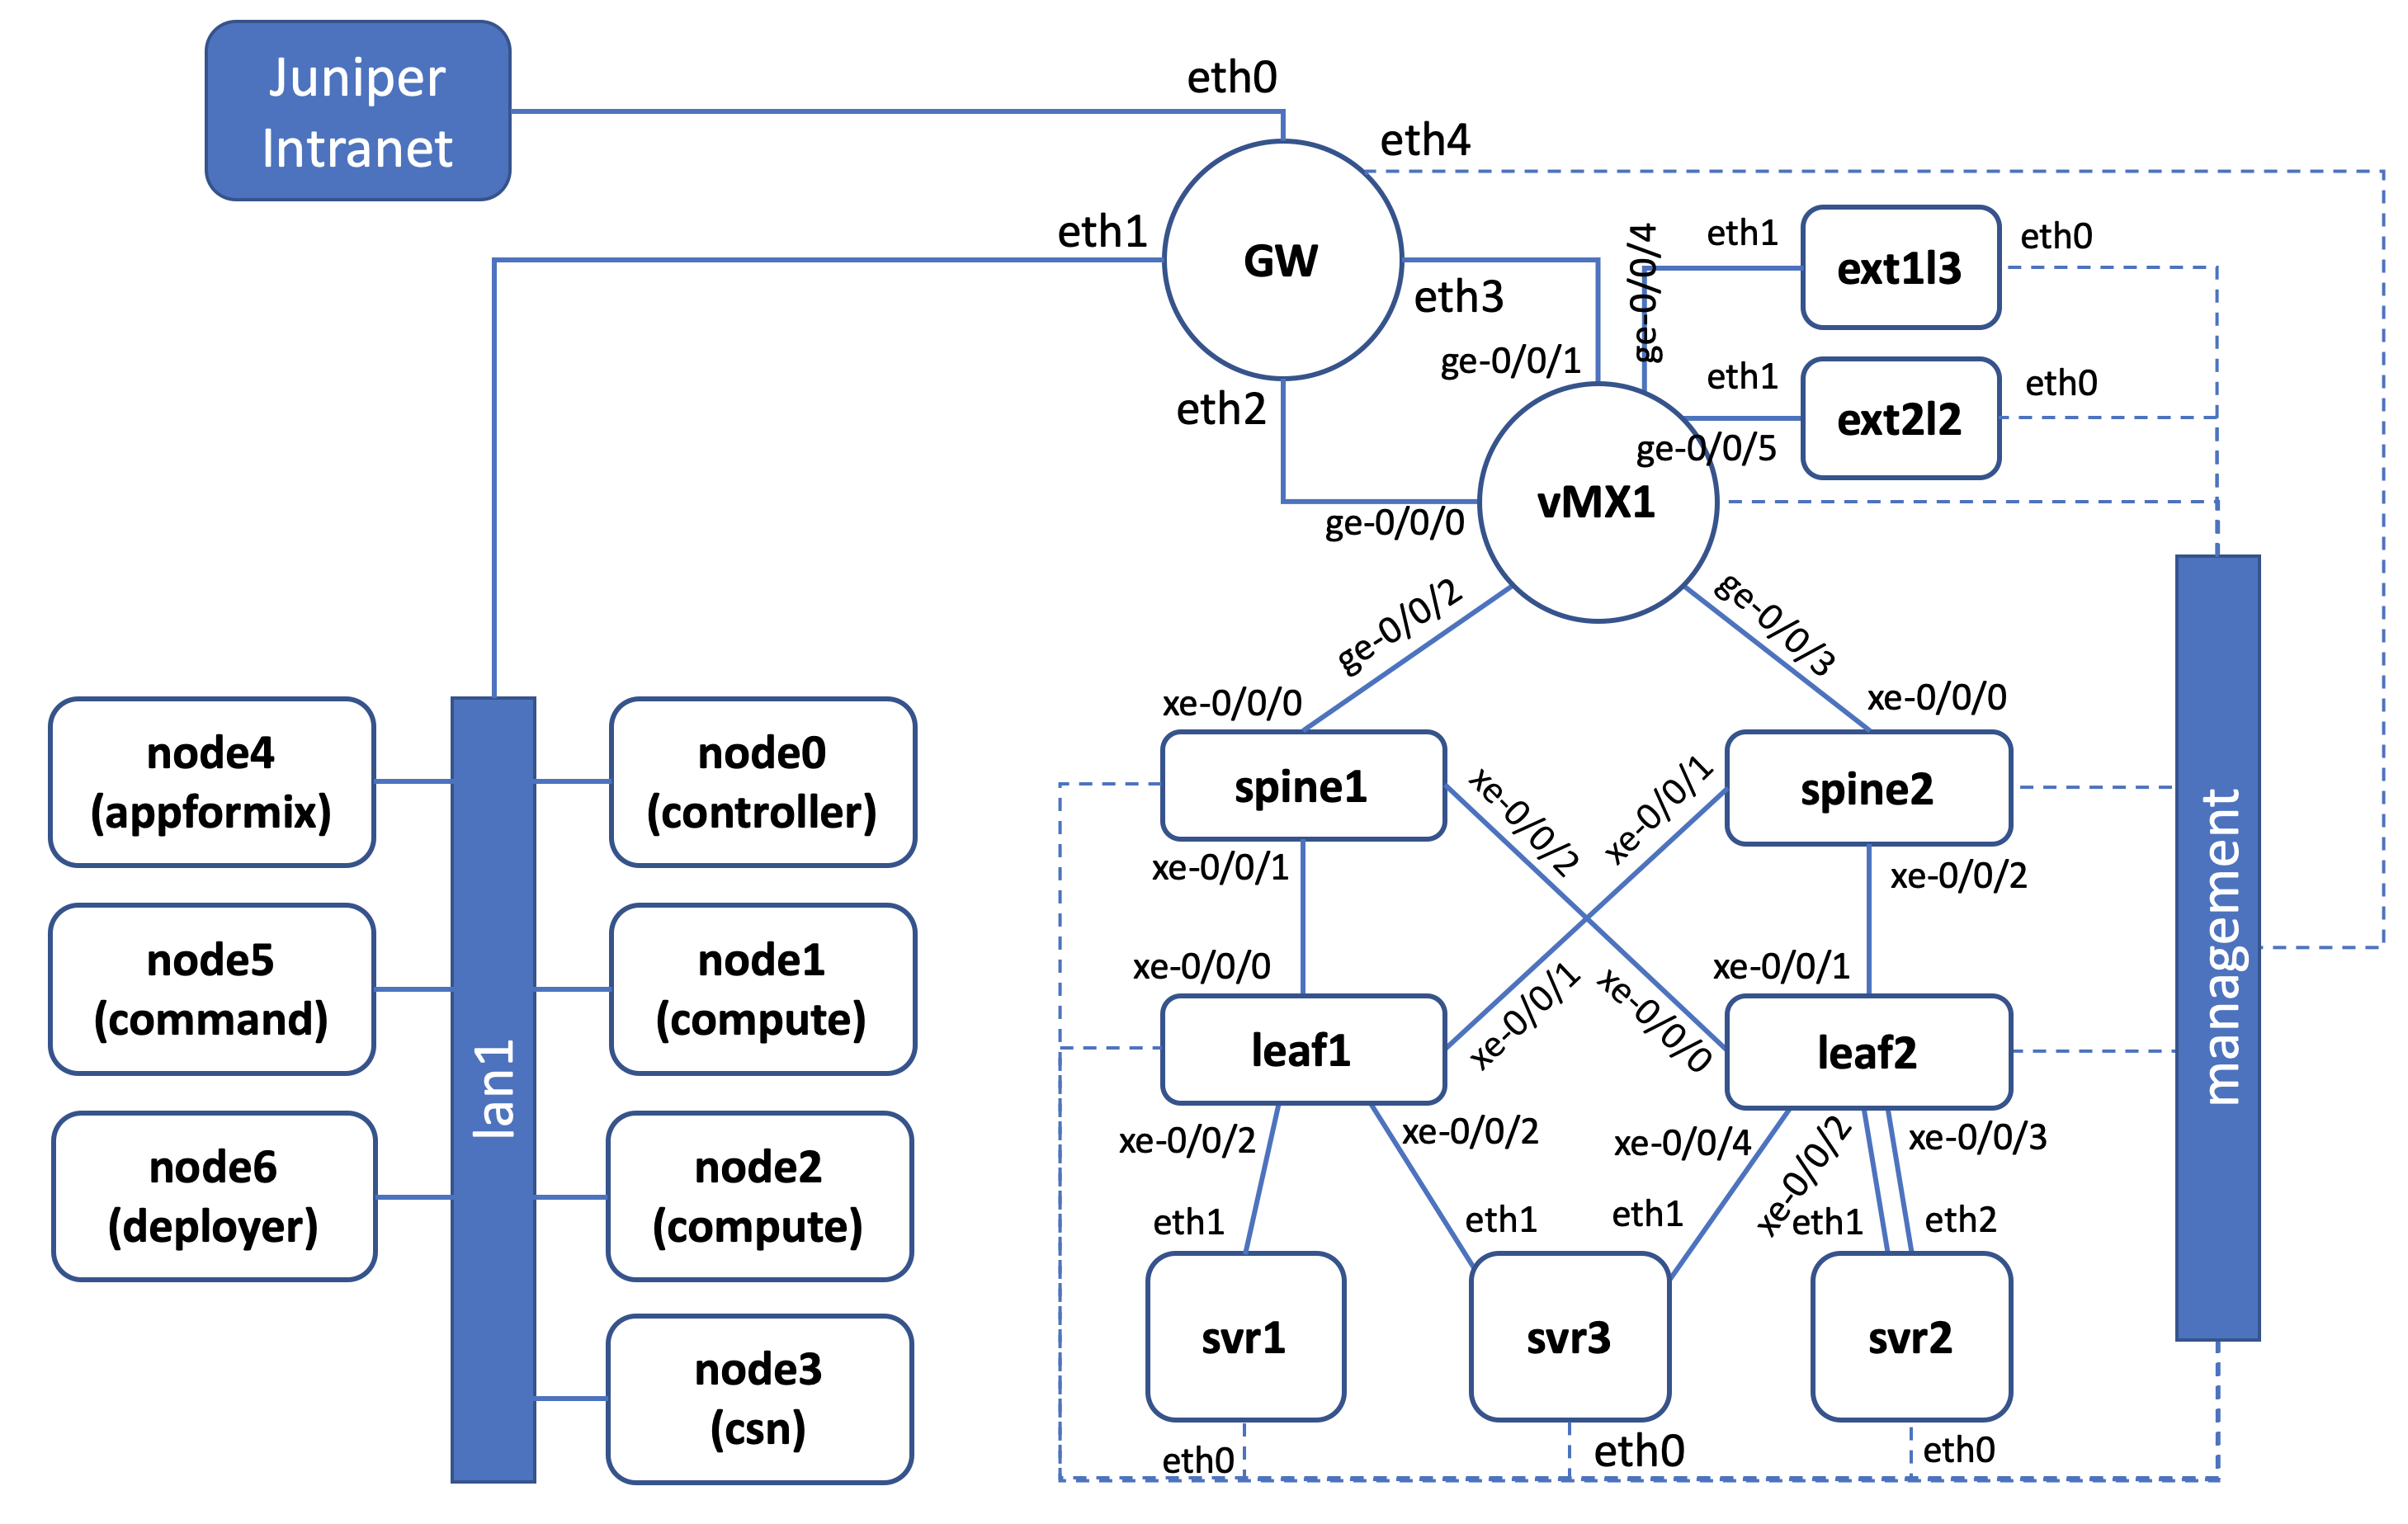 Juniper
Intranet
eth0
eth4
eth1
GW
eth3
eth2
ge-0/0/1
ge-0/0/4
eth1
ext1l3
eth0
eth1
ext2l2
eth0
ge-0/0/5
vMX1
ge-0/0/0
ge-0/0/2
ge-0/0/3
xe-0/0/0
xe-0/0/0
spine1
spine2
xe-0/0/2
xe-0/0/1
xe-0/0/1
xe-0/0/2
xe-0/0/0
xe-0/0/1
xe-0/0/0
xe-0/0/1
leaf1
leaf2
xe-0/0/2
xe-0/0/2
xe-0/0/4
xe-0/0/2
xe-0/0/3
eth1
eth1
eth1
eth1
eth2
svr1
svr3
svr2
eth0
eth0
eth0
management
lan1
node4
(appformix)
node0
(controller)
node5
(command)
node1
(compute)
node6
(deployer)
node2
(compute)
node3
(csn)